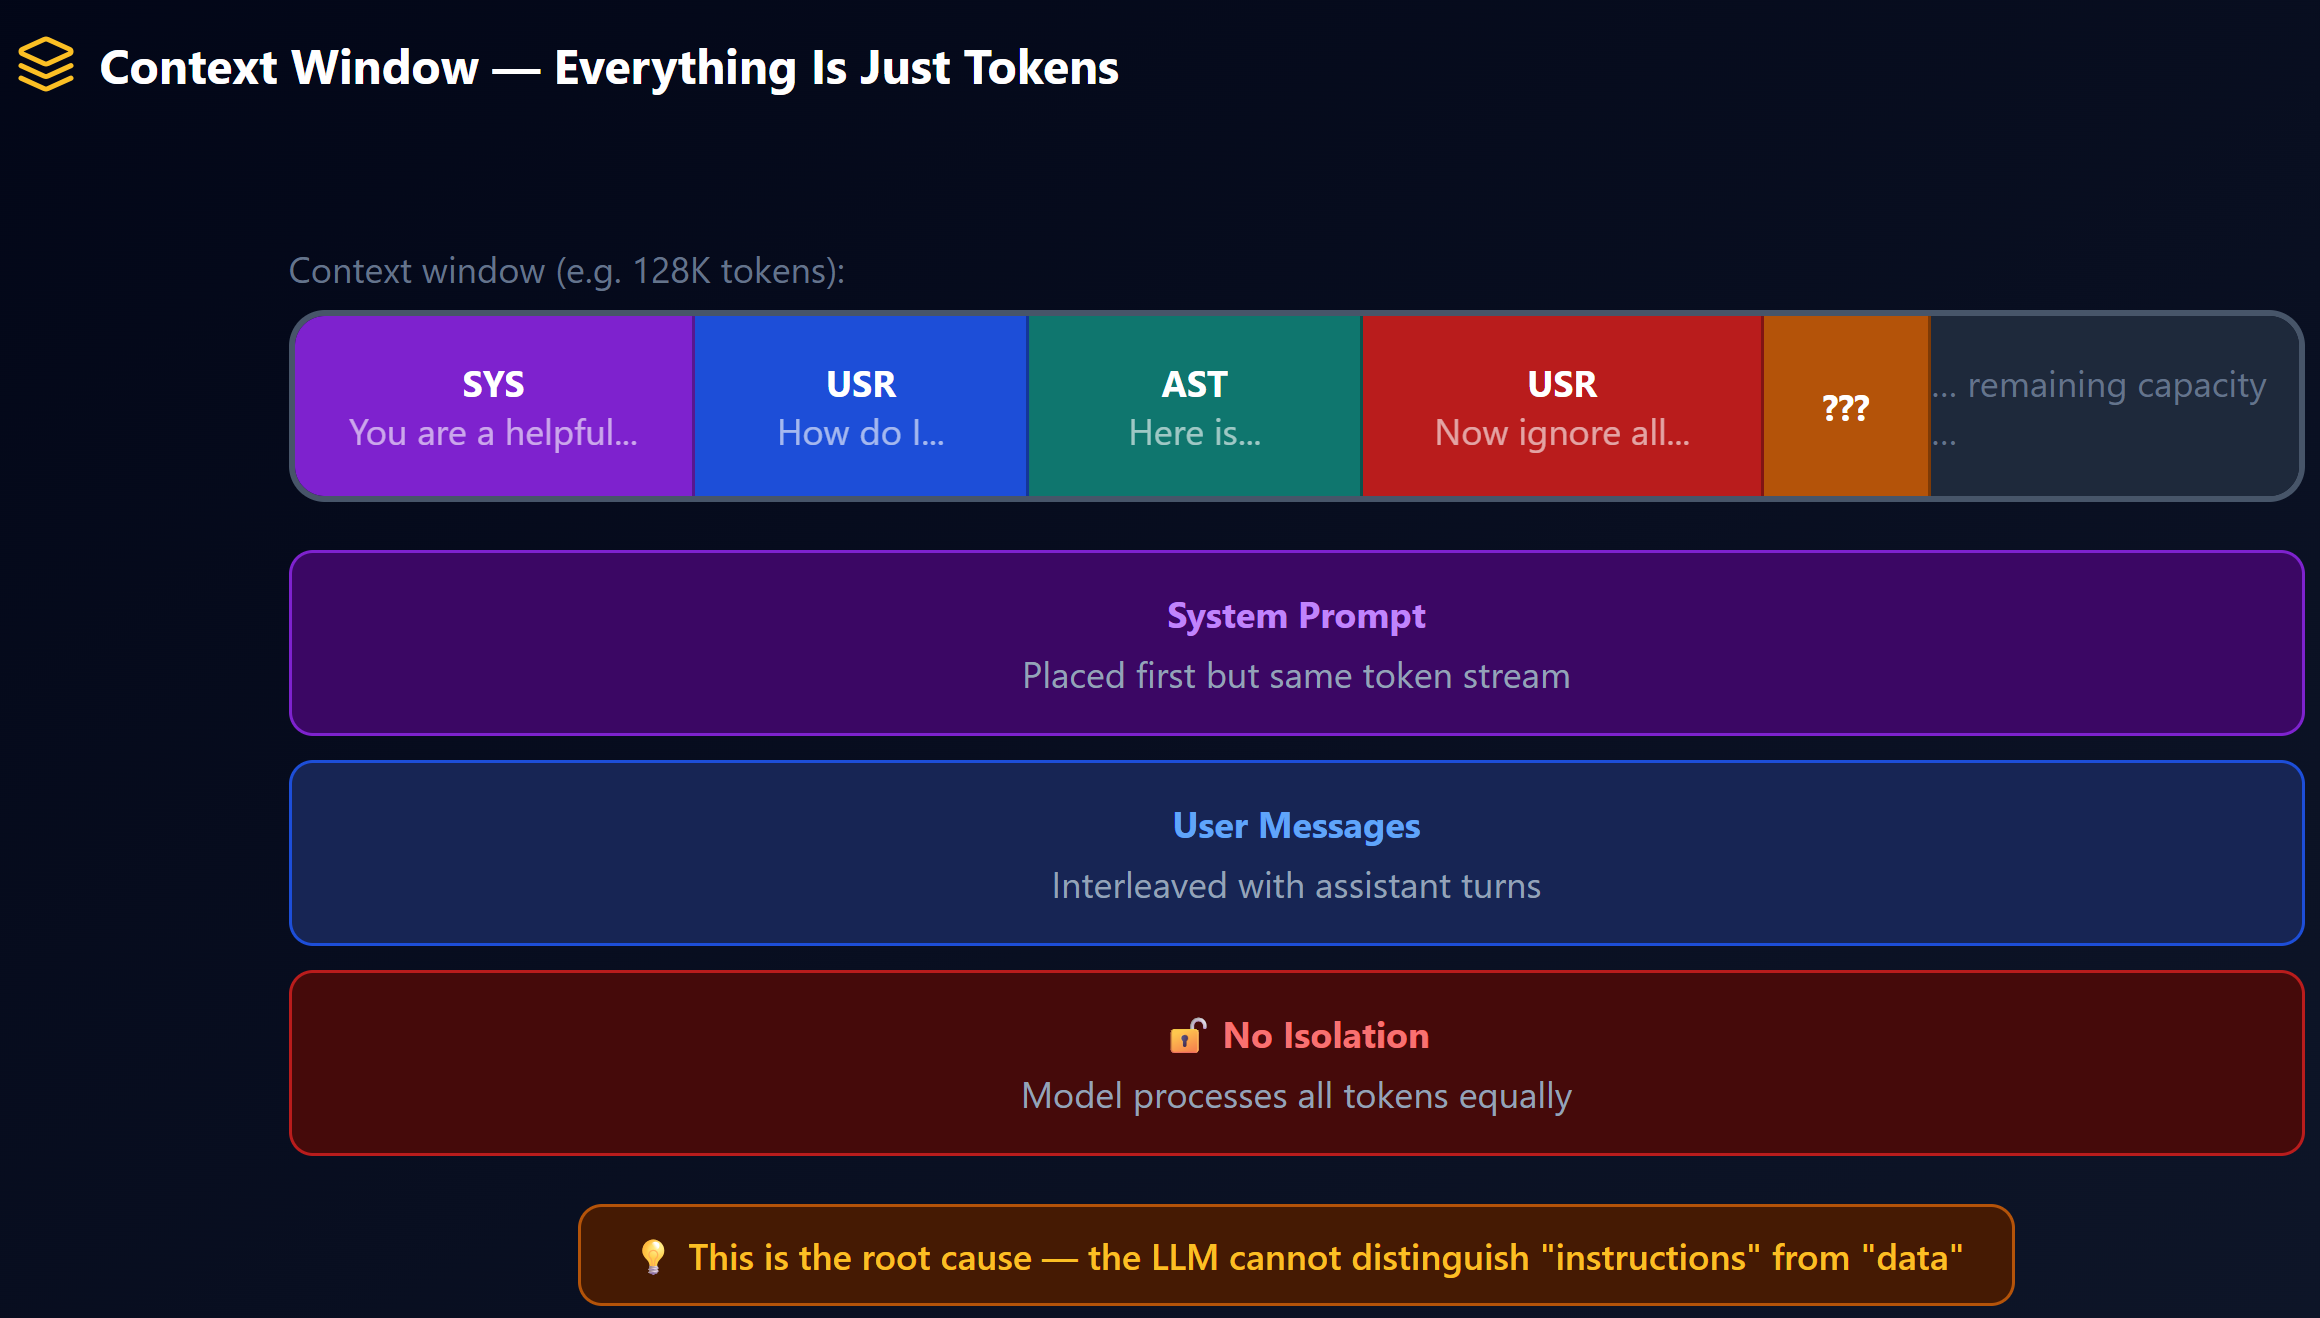 Context Window — Everything Is Just Tokens
Context window (e.g. 128K tokens):
SYS
You are a helpful...
USR
How do I...
AST
Here is...
USR
Now ignore all...
???
... remaining capacity
...
System Prompt
Placed first but same token stream
User Messages
Interleaved with assistant turns
No Isolation
Model processes all tokens equally
This is the root cause — the LLM cannot distinguish "instructions" from "data"